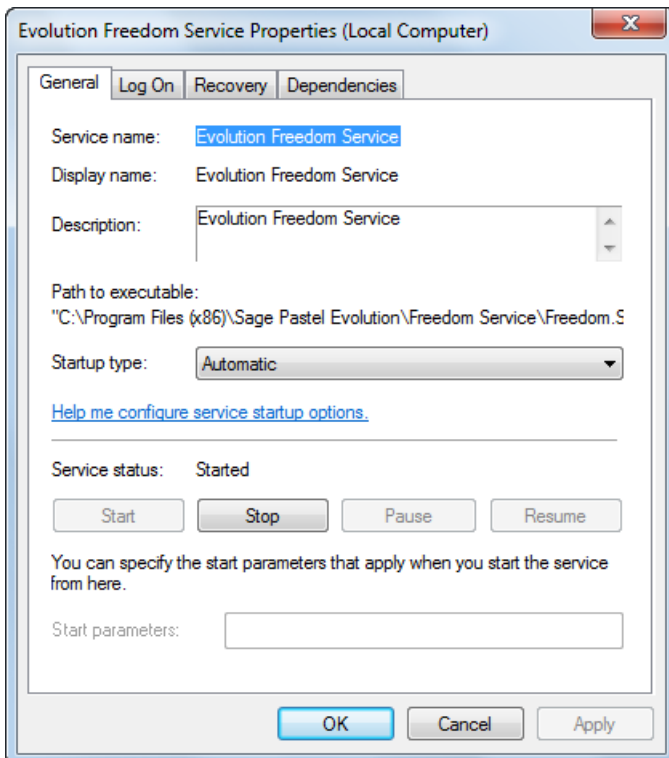 Evolution Freedom Service Properties (Local Computer)
General Log On Recovery Dependencies
Service name: Evolution Freedom Service
Display name: Evolution Freedom Service
Description: Evolution Freedom Service
Path to executable:
"C:\Program Files (x86)\Sage Pastel Evolution\Freedom Service\Freedom.S
Startup type: Automatic
Help me configure service startup options.
Service status: Started
Start Stop Pause Resume
You can specify the start parameters that apply when you start the service
from here.
Start parameters:
OK Cancel Apply